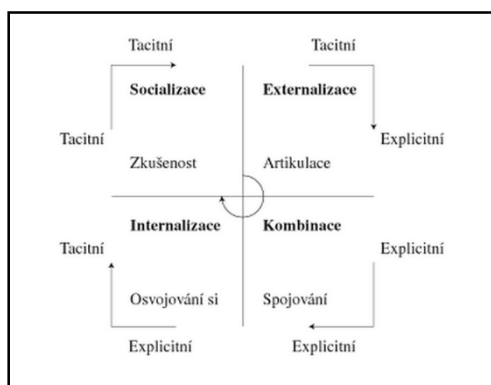 Tacitní
Tacitní
Socializace
Externalizace
Tacitní
Explicitní
Zkušenost
Artikulace
Internalizace
Kombinace
Tacitní
Explicitní
Osvojování si
Spojování
Explicitní
Explicitní